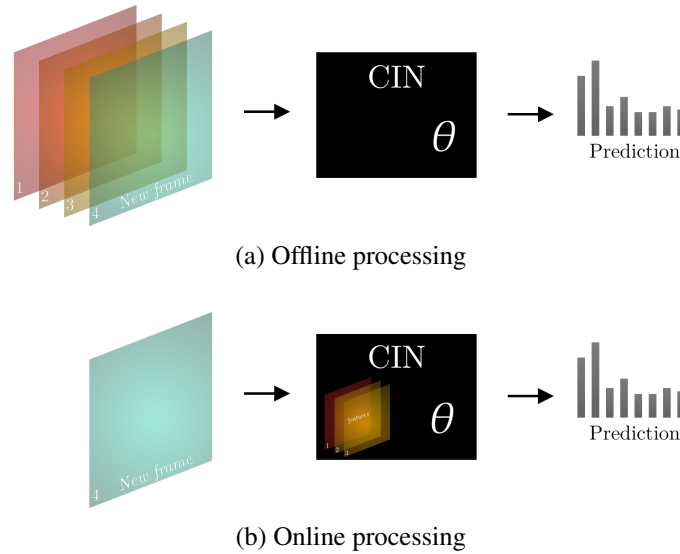 CIN
θ
1
2
3
4 New frame
Prediction
(a) Offline processing
CIN
features
θ
1
2
3
4 New frame
Prediction
(b) Online processing